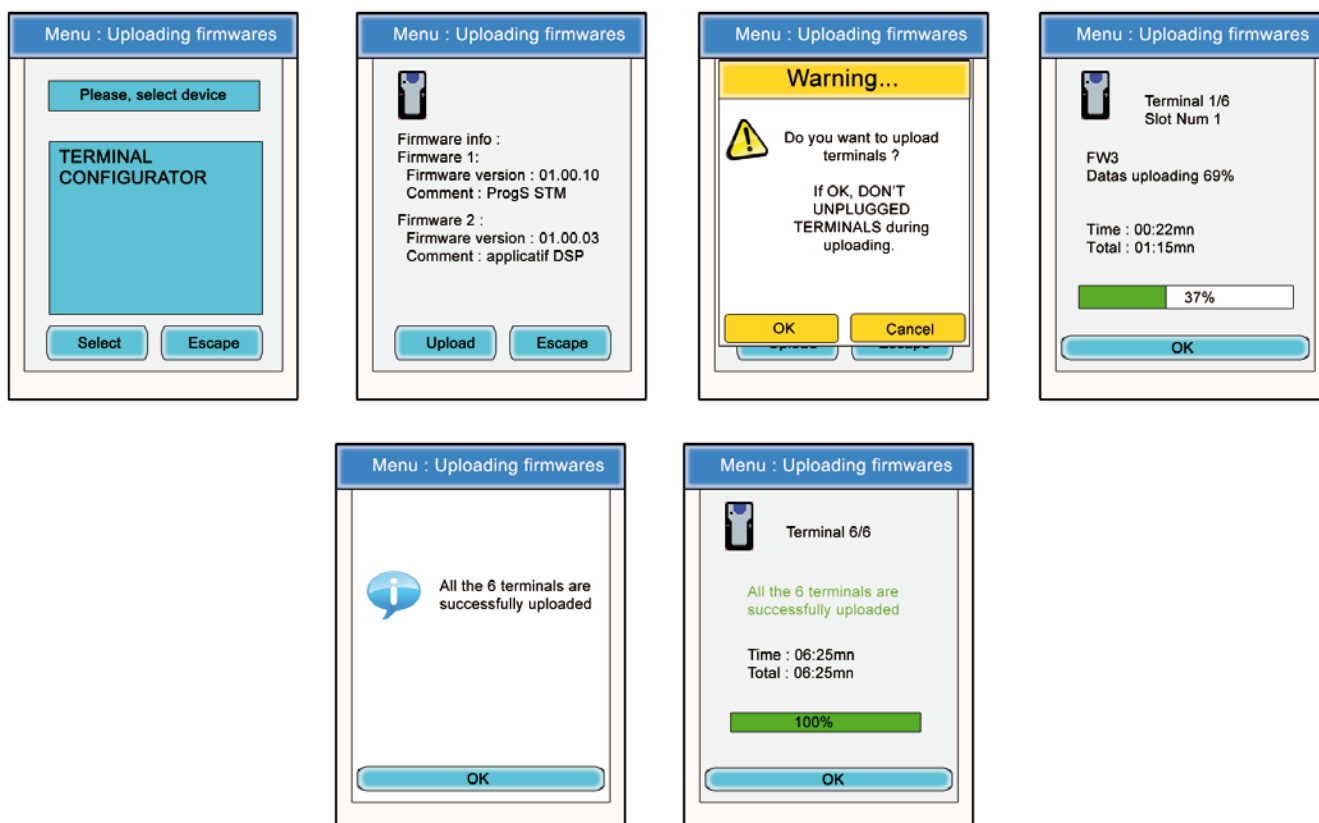 Menu : Uploading firmwares
Please, select device
TERMINAL
CONFIGURATOR
Select
Escape
Menu : Uploading firmwares
Firmware info :
Firmware 1:
Firmware version : 01.00.10
Comment : ProgS STM
Firmware 2 :
Firmware version : 01.00.03
Comment : applicatif DSP
Upload
Escape
Menu : Uploading firmwares
Warning...
Do you want to upload
terminals ?
If OK, DON'T
UNPLUGGED
TERMINALS during
uploading.
OK
Cancel
Upload
Escape
Menu : Uploading firmwares
Terminal 1/6
Slot Num 1
FW3
Datas uploading 69%
Time : 00:22mn
Total : 01:15mn
37%
OK
Menu : Uploading firmwares
All the 6 terminals are
successfully uploaded
OK
Menu : Uploading firmwares
Terminal 6/6
All the 6 terminals are
successfully uploaded
Time : 06:25mn
Total : 06:25mn
100%
OK